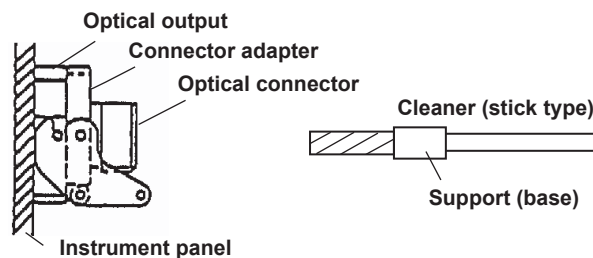 Optical output
Connector adapter
Optical connector
Instrument panel
Cleaner (stick type)
Support (base)